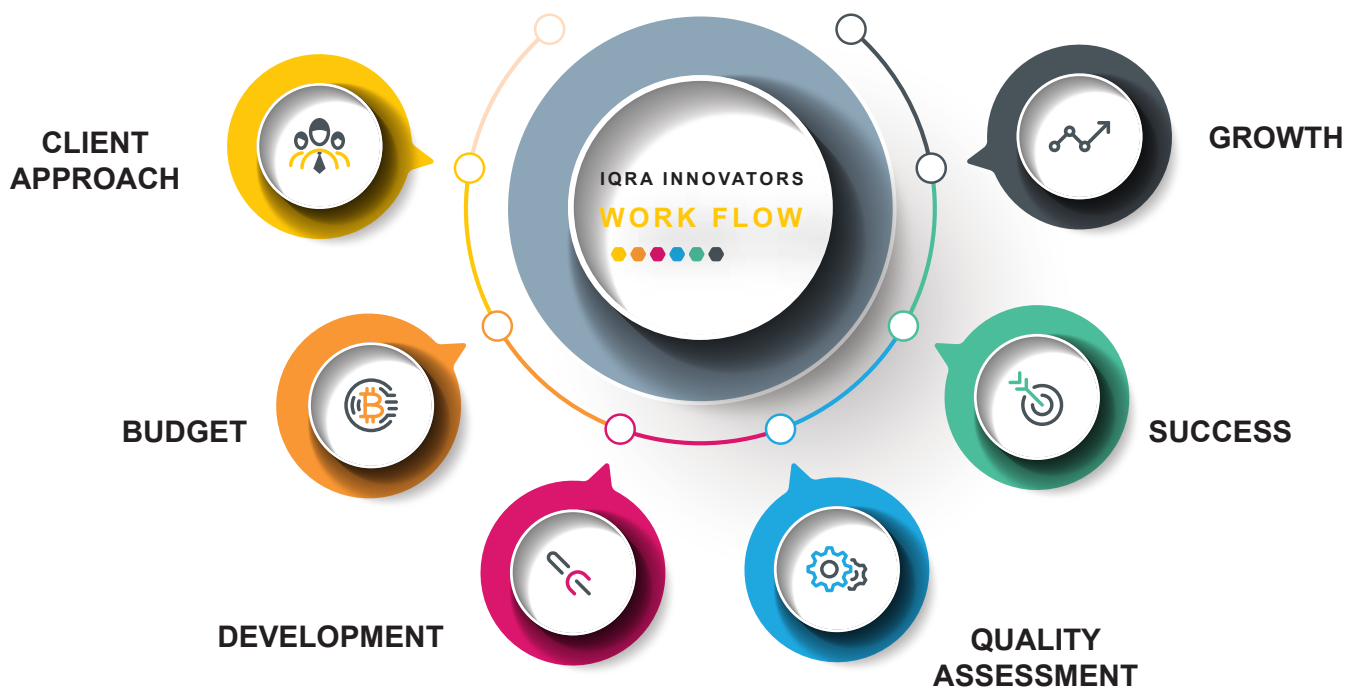 IQRA INNOVATORS
WORK FLOW
CLIENT
APPROACH
BUDGET
DEVELOPMENT
QUALITY
ASSESSMENT
SUCCESS
GROWTH